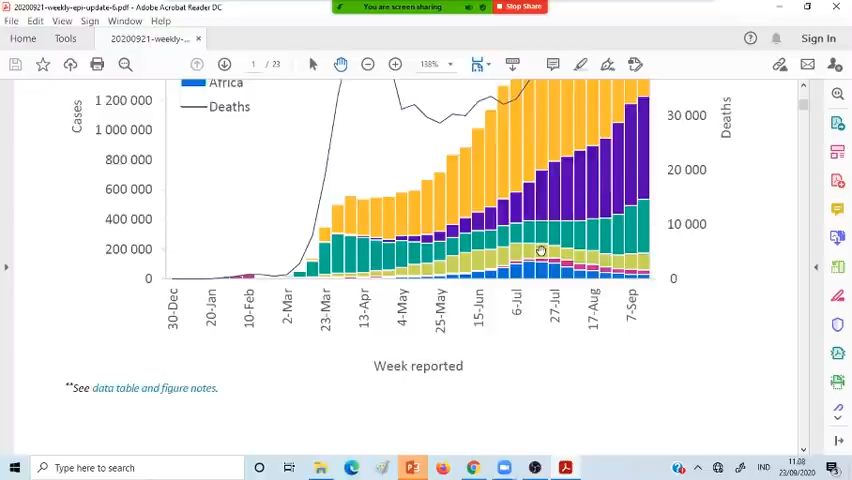 20200921-weekly-epi-update-6.pdf - Adobe Acrobat Reader DC
You are screen sharing
Stop Share
File Edit View Sign Window Help
Home Tools 20200921-weekly-... × Sign In
1 / 23 138%
Africa
Deaths
Cases
1 200 000
1 000 000
800 000
600 000
400 000
200 000
0
30 000
20 000
10 000
0
Deaths
30-Dec
20-Jan
10-Feb
2-Mar
23-Mar
13-Apr
4-May
25-May
15-Jun
6-Jul
27-Jul
17-Aug
7-Sep
Week reported
**See data table and figure notes.
Type here to search
IND
11.08
23/09/2020